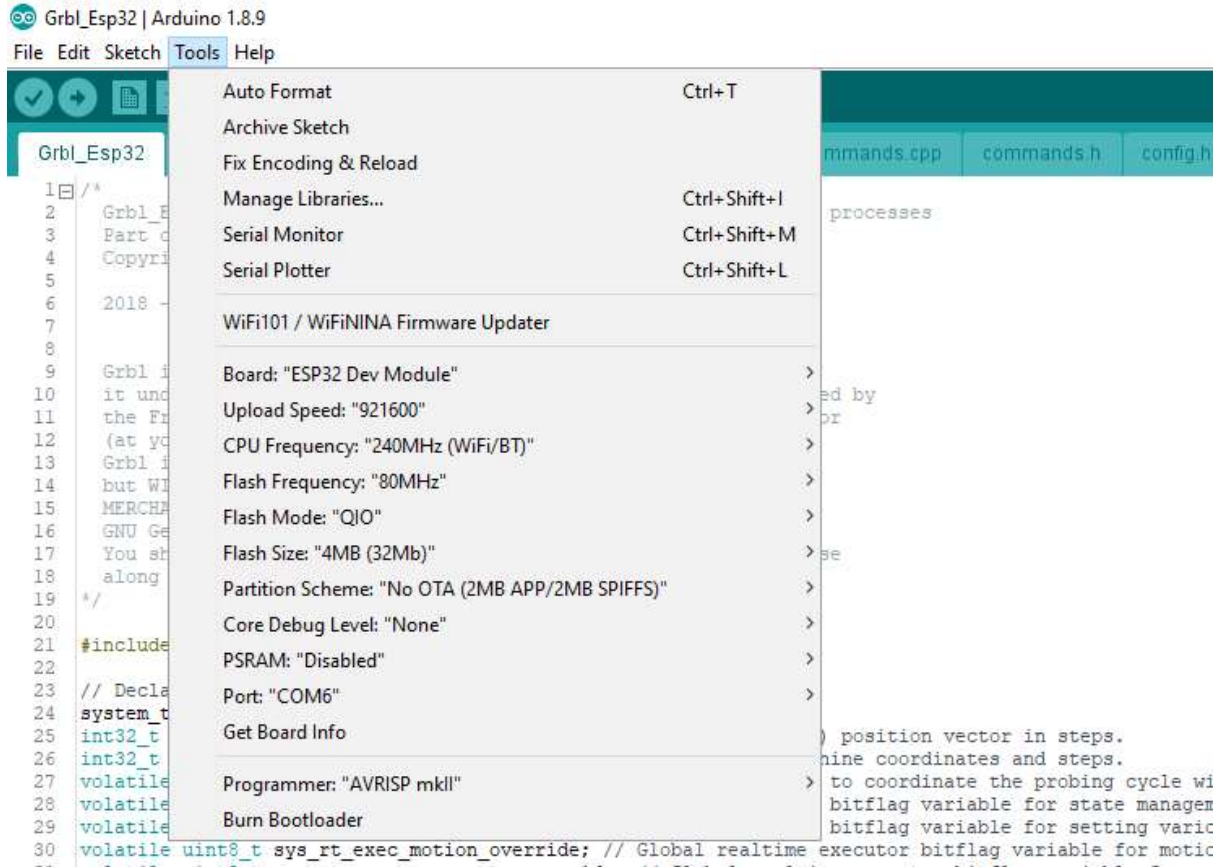 Grbl_Esp32 | Arduino 1.8.9
File Edit Sketch Tools Help
Auto Format Ctrl+T
Archive Sketch
Grbl_Esp32 Fix Encoding & Reload mmands.cpp commands.h config.h
1 /*
Manage Libraries... Ctrl+Shift+I
2 Grbl_E processes
Serial Monitor Ctrl+Shift+M
3 Part o
4 Copyri
Serial Plotter Ctrl+Shift+L
5
6 2018 -
WiFi101 / WiFiNINA Firmware Updater
7
8
9 Grbl i
Board: "ESP32 Dev Module"
10 it und ed by
Upload Speed: "921600"
11 the Fr or
12 (at yo
CPU Frequency: "240MHz (WiFi/BT)"
13 Grbl i
Flash Frequency: "80MHz"
14 but WI
15 MERCHA
Flash Mode: "QIO"
16 GNU Ge
17 You sh se
Flash Size: "4MB (32Mb)"
18 along
Partition Scheme: "No OTA (2MB APP/2MB SPIFFS)"
19 */
20
Core Debug Level: "None"
21 #include
22
PSRAM: "Disabled"
23 // Decla
Port: "COM6"
24 system_t
25 int32_t ) position vector in steps.
Get Board Info
26 int32_t hine coordinates and steps.
27 volatile to coordinate the probing cycle wi
Programmer: "AVRISP mkII"
28 volatile bitflag variable for state managem
Burn Bootloader
29 volatile bitflag variable for setting vario
30 volatile uint8_t sys_rt_exec_motion_override; // Global realtime executor bitflag variable for motio